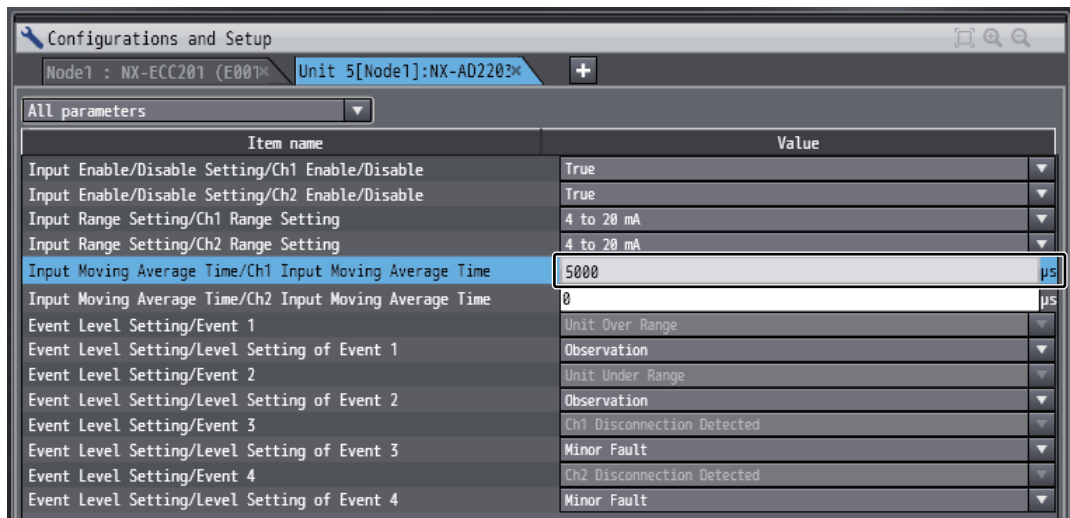 Configurations and Setup
Node1 : NX-ECC201 (E001 Unit 5[Node1]:NX-AD2203
All parameters
Item name Value
Input Enable/Disable Setting/Ch1 Enable/Disable True
Input Enable/Disable Setting/Ch2 Enable/Disable True
Input Range Setting/Ch1 Range Setting 4 to 20 mA
Input Range Setting/Ch2 Range Setting 4 to 20 mA
Input Moving Average Time/Ch1 Input Moving Average Time 5000 μs
Input Moving Average Time/Ch2 Input Moving Average Time 0 μs
Event Level Setting/Event 1 Unit Over Range
Event Level Setting/Level Setting of Event 1 Observation
Event Level Setting/Event 2 Unit Under Range
Event Level Setting/Level Setting of Event 2 Observation
Event Level Setting/Event 3 Ch1 Disconnection Detected
Event Level Setting/Level Setting of Event 3 Minor Fault
Event Level Setting/Event 4 Ch2 Disconnection Detected
Event Level Setting/Level Setting of Event 4 Minor Fault